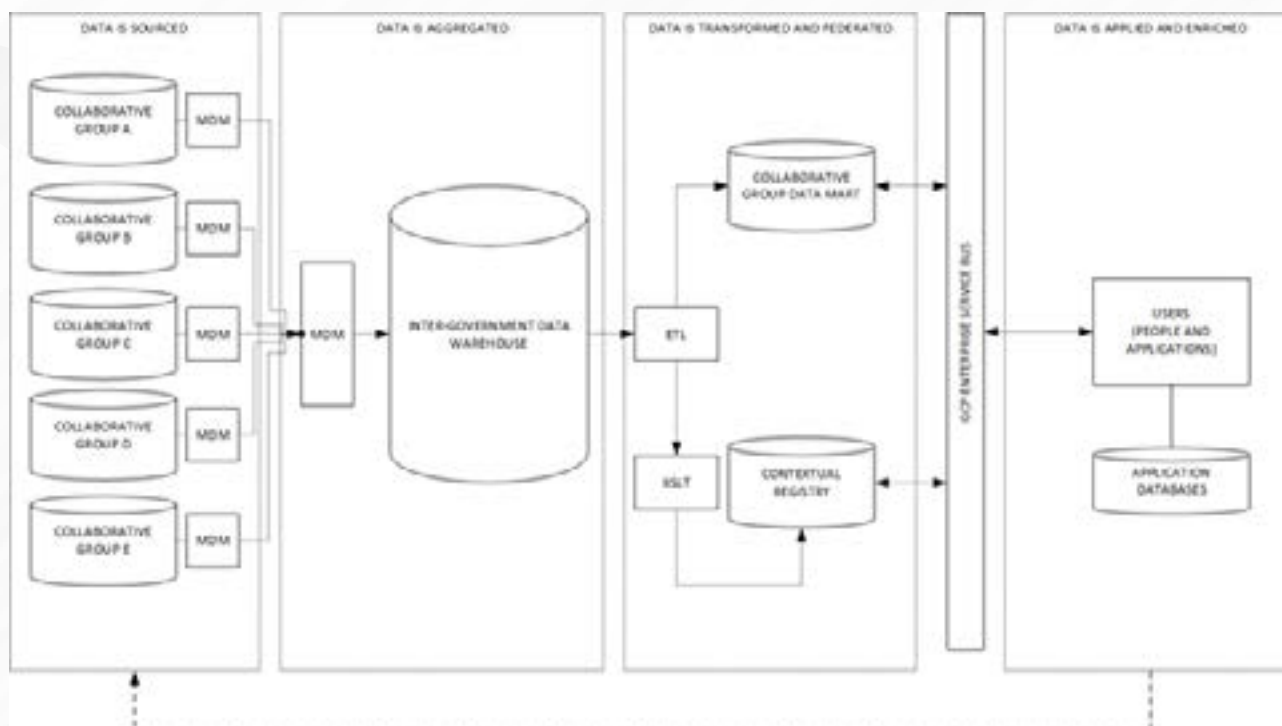 DATA IS SOURCED
DATA IS AGGREGATED
DATA IS TRANSFORMED AND FEDERATED
DATA IS APPLIED AND ENRICHED
COLLABORATIVE
GROUP A
MDM
COLLABORATIVE
GROUP B
MDM
COLLABORATIVE
GROUP C
MDM
COLLABORATIVE
GROUP D
MDM
COLLABORATIVE
GROUP E
MDM
MDM
INTER-GOVERNMENT DATA
WAREHOUSE
ETL
COLLABORATIVE
GROUP DATA MART
CONTEXTUAL
REGISTRY
GCP ENTERPRISE SERVICE BUS
USERS
(PEOPLE AND
APPLICATIONS)
APPLICATION
DATABASES